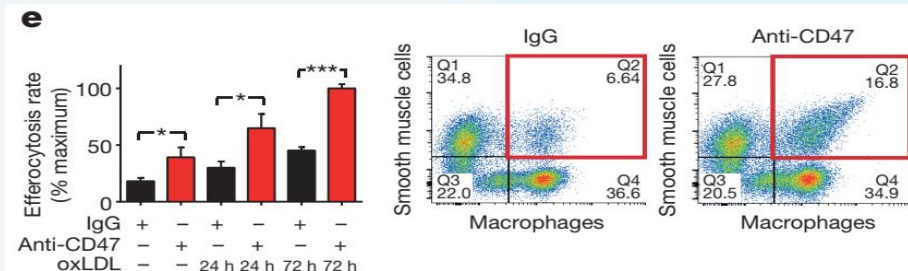 e
Efferocytosis rate
(% maximum)
100
50
0
*
*
***
IgG + – + – + –
Anti-CD47 – + – + – +
oxLDL – – 24 h 24 h 72 h 72 h
IgG
Smooth muscle cells
Q1
34.8
Q2
6.64
Q3
22.0
Q4
36.6
Macrophages
Anti-CD47
Smooth muscle cells
Q1
27.8
Q2
16.8
Q3
20.5
Q4
34.9
Macrophages